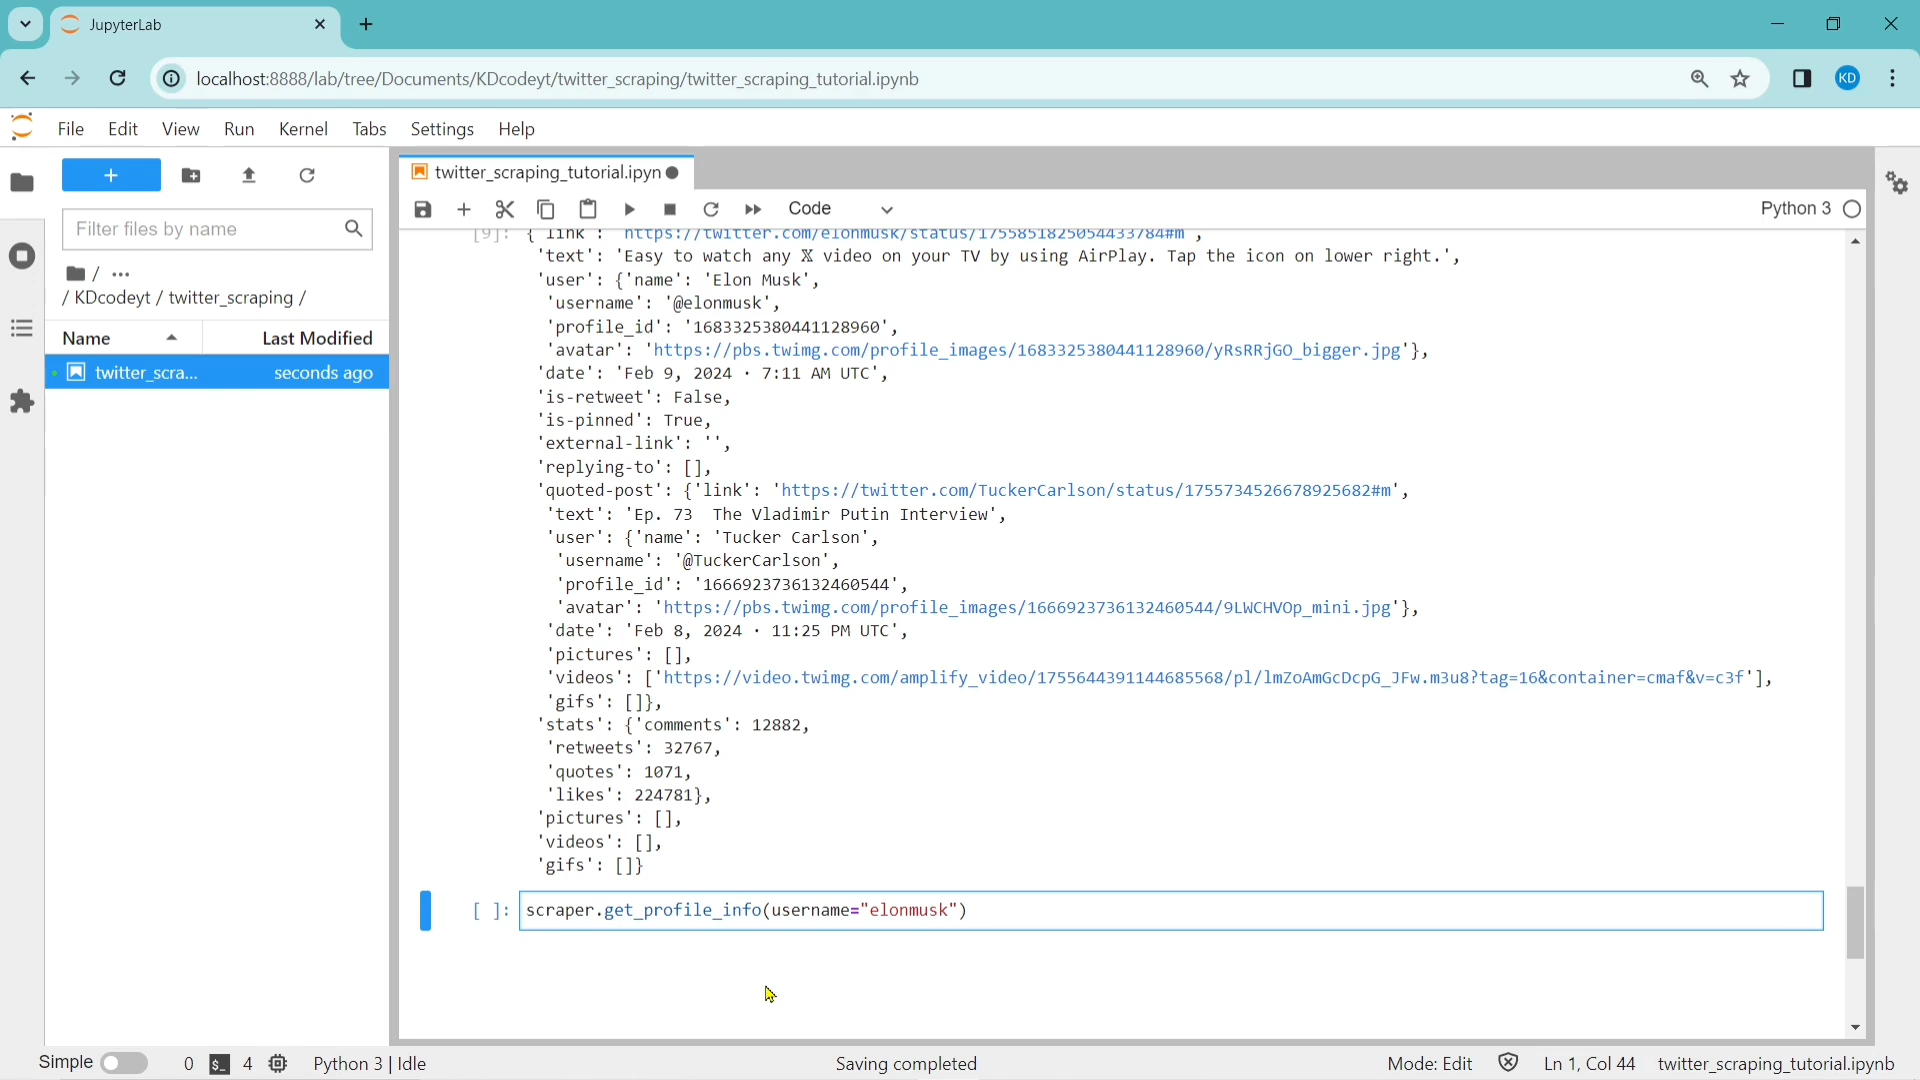 JupyterLab
localhost:8888/lab/tree/Documents/KDcodeyt/twitter_scraping/twitter_scraping_tutorial.ipynb
KD
File Edit View Run Kernel Tabs Settings Help
twitter_scraping_tutorial.ipyn
Filter files by name
/ ...
/ KDcodeyt / twitter_scraping /
Name Last Modified
twitter_scra... seconds ago
Code
Python 3
[9]: { 'link': 'https://twitter.com/elonmusk/status/1755851825054433784#m',
'text': 'Easy to watch any 𝕏 video on your TV by using AirPlay. Tap the icon on lower right.',
'user': {'name': 'Elon Musk',
'username': '@elonmusk',
'profile_id': '1683325380441128960',
'avatar': 'https://pbs.twimg.com/profile_images/1683325380441128960/yRsRRjGO_bigger.jpg'},
'date': 'Feb 9, 2024 · 7:11 AM UTC',
'is-retweet': False,
'is-pinned': True,
'external-link': '',
'replying-to': [],
'quoted-post': {'link': 'https://twitter.com/TuckerCarlson/status/1755734526678925682#m',
'text': 'Ep. 73  The Vladimir Putin Interview',
'user': {'name': 'Tucker Carlson',
'username': '@TuckerCarlson',
'profile_id': '1666923736132460544',
'avatar': 'https://pbs.twimg.com/profile_images/1666923736132460544/9LWCHVOp_mini.jpg'},
'date': 'Feb 8, 2024 · 11:25 PM UTC',
'pictures': [],
'videos': ['https://video.twimg.com/amplify_video/1755644391144685568/pl/lmZoAmGcDcpG_JFw.m3u8?tag=16&container=cmaf&v=c3f'],
'gifs': []},
'stats': {'comments': 12882,
'retweets': 32767,
'quotes': 1071,
'likes': 224781},
'pictures': [],
'videos': [],
'gifs': []}
[ ]: scraper.get_profile_info(username="elonmusk")
Simple 0 $_ 4 Python 3 | Idle Saving completed Mode: Edit Ln 1, Col 44 twitter_scraping_tutorial.ipynb